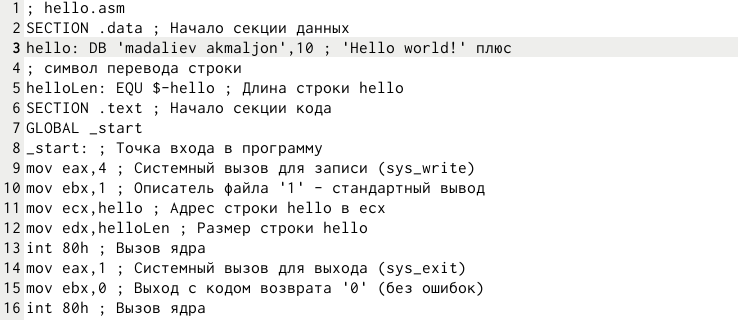 1 ; hello.asm
2 SECTION .data ; Начало секции данных
3 hello: DB 'madaliev akmaljon',10 ; 'Hello world!' плюс
4 ; символ перевода строки
5 helloLen: EQU $-hello ; Длина строки hello
6 SECTION .text ; Начало секции кода
7 GLOBAL _start
8 _start: ; Точка входа в программу
9 mov eax,4 ; Системный вызов для записи (sys_write)
10 mov ebx,1 ; Описатель файла '1' - стандартный вывод
11 mov ecx,hello ; Адрес строки hello в ecx
12 mov edx,helloLen ; Размер строки hello
13 int 80h ; Вызов ядра
14 mov eax,1 ; Системный вызов для выхода (sys_exit)
15 mov ebx,0 ; Выход с кодом возврата '0' (без ошибок)
16 int 80h ; Вызов ядра